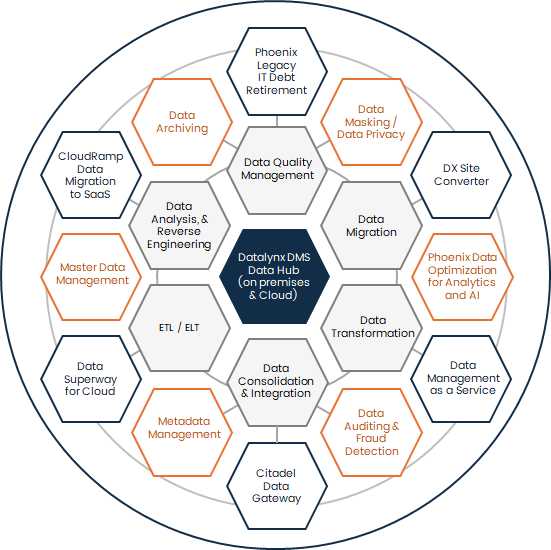 Phoenix
Legacy
IT Debt
Retirement
Data
Archiving
Data
Masking /
Data Privacy
CloudRamp
Data
Migration
to SaaS
Data Quality
Management
DX Site
Converter
Data
Analysis, &
Reverse
Engineering
Data
Migration
Master Data
Management
Datalynx DMS
Data Hub
(on premises
& Cloud)
Phoenix Data
Optimization
for Analytics
and AI
ETL / ELT
Data
Transformation
Data
Superway
for Cloud
Data
Consolidation
& Integration
Data
Management
as a Service
Metadata
Management
Data
Auditing &
Fraud
Detection
Citadel
Data
Gateway